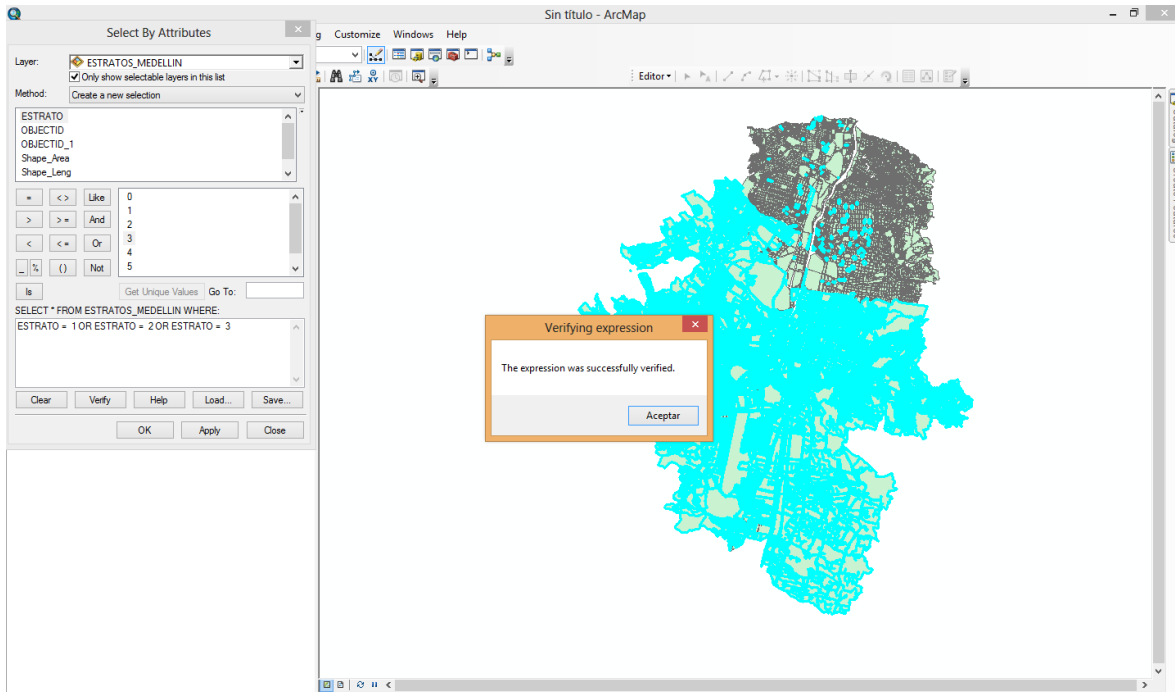 Sin título - ArcMap
Select By Attributes
g Customize Windows Help
Layer: ESTRATOS_MEDELLIN
Only show selectable layers in this list
Method: Create a new selection
Editor
ESTRATO
OBJECTID
OBJECTID_1
Shape_Area
Shape_Leng
= <> Like
> >= And
< <= Or
_ % () Not
Is
0
1
2
3
4
5
Get Unique Values Go To:
SELECT * FROM ESTRATOS_MEDELLIN WHERE:
ESTRATO = 1 OR ESTRATO = 2 OR ESTRATO = 3
Clear Verify Help Load... Save...
OK Apply Close
Verifying expression
The expression was successfully verified.
Aceptar